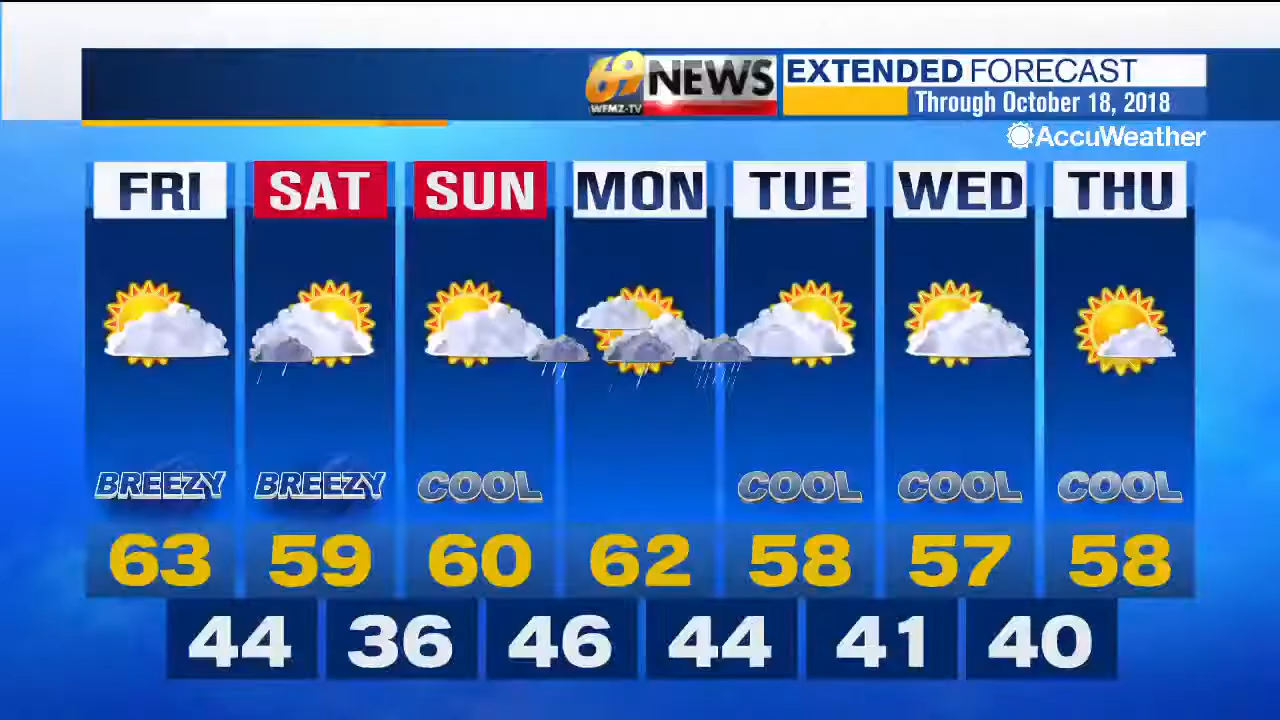 69 NEWS
WFMZ-TV
EXTENDED FORECAST
Through October 18, 2018
AccuWeather
FRI SAT SUN MON TUE WED THU
BREEZY BREEZY COOL COOL COOL COOL
63 59 60 62 58 57 58
44 36 46 44 41 40